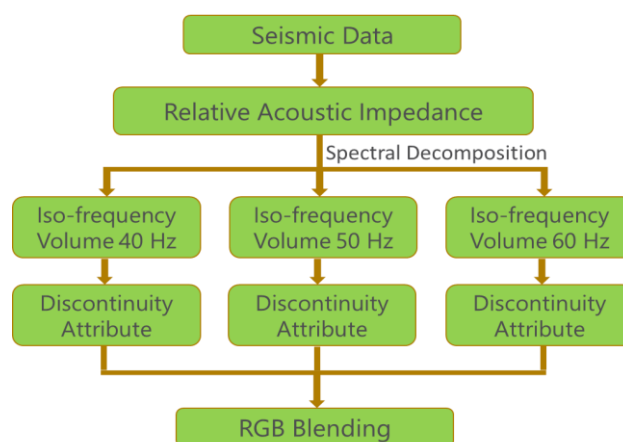 Seismic Data
Relative Acoustic Impedance
Spectral Decomposition
Iso-frequency
Volume 40 Hz
Iso-frequency
Volume 50 Hz
Iso-frequency
Volume 60 Hz
Discontinuity
Attribute
Discontinuity
Attribute
Discontinuity
Attribute
RGB Blending